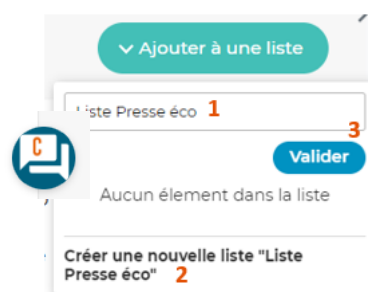 Ajouter à une liste
Liste Presse éco 1
3
Valider
C
Aucun élement dans la liste
Créer une nouvelle liste "Liste
Presse éco" 2